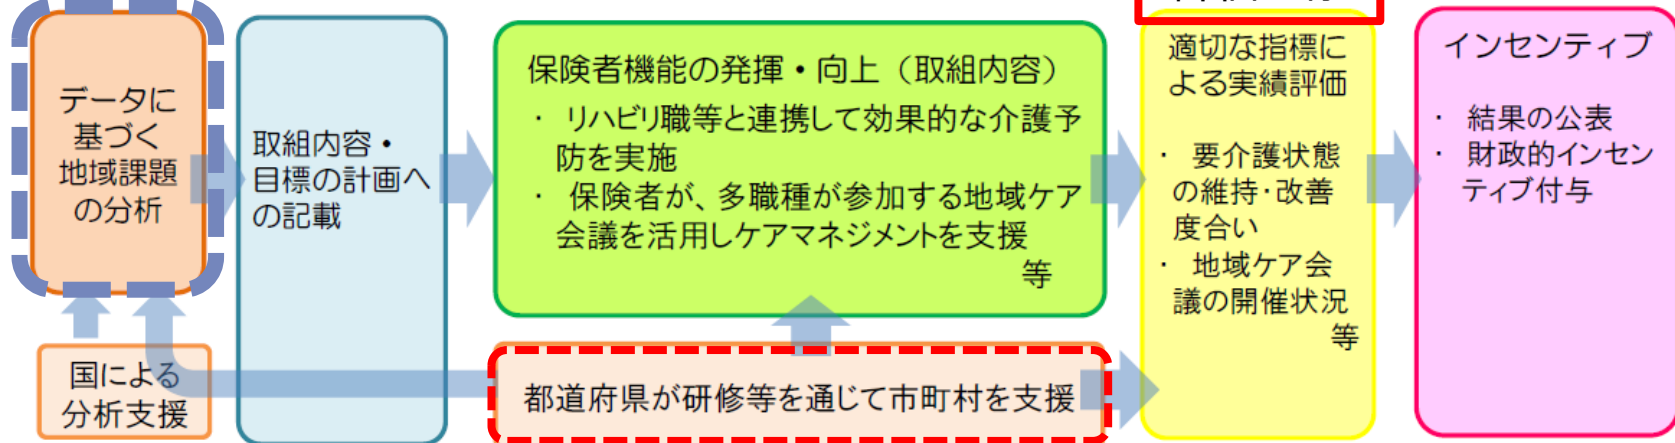 データに
基づく
地域課題
の分析
取組内容・
目標の計画へ
の記載
保険者機能の発揮・向上（取組内容）
・ リハビリ職等と連携して効果的な介護予
防を実施
・ 保険者が、多職種が参加する地域ケア
会議を活用しケアマネジメントを支援
等
適切な指標に
よる実績評価
・ 要介護状態
の維持・改善
度合い
・ 地域ケア会
議の開催状況
等
インセンティブ
・ 結果の公表
・ 財政的インセン
ティブ付与
国による
分析支援
都道府県が研修等を通じて市町村を支援